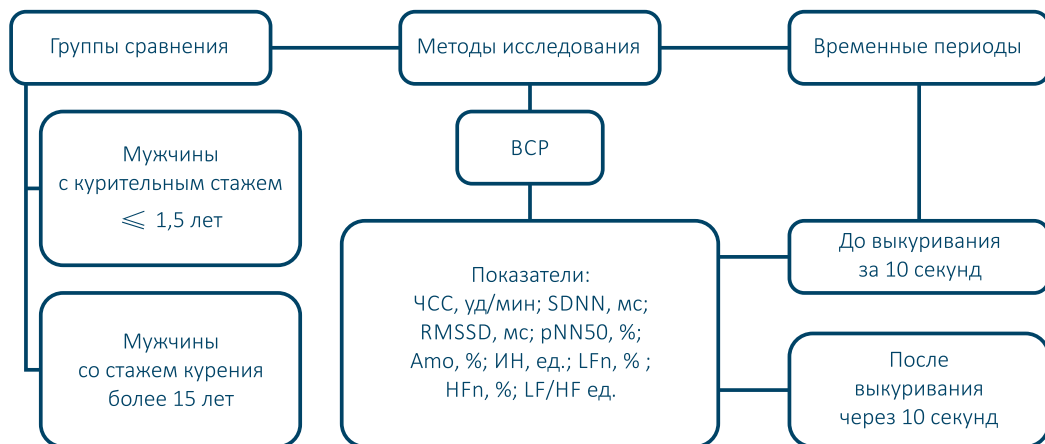 Группы сравнения
Методы исследования
Временные периоды
Мужчины
с курительным стажем
⩽ 1,5 лет
ВСР
Мужчины
со стажем курения
более 15 лет
Показатели:
ЧСС, уд/мин; SDNN, мс;
RMSSD, мс; pNN50, %;
Amo, %; ИН, ед.; LFn, % ;
HFn, %; LF/HF ед.
До выкуривания
за 10 секунд
После
выкуривания
через 10 секунд